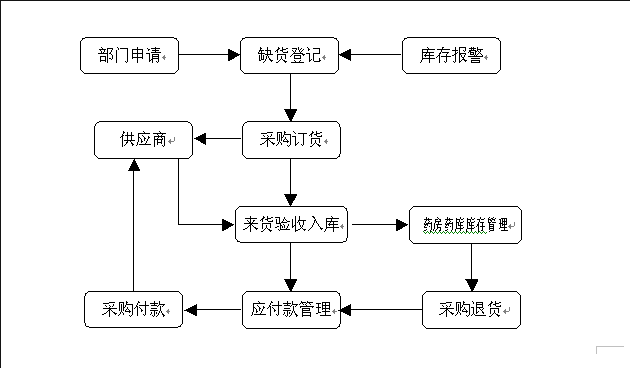 部门申请
缺货登记
库存报警
供应商
采购订货
来货验收入库
药房药库库存管理
采购付款
应付款管理
采购退货